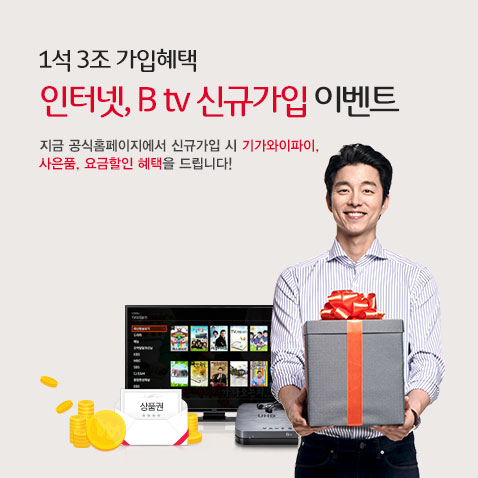 1석 3조 가입혜택
인터넷, B tv 신규가입 이벤트
지금 공식홈페이지에서 신규가입 시 기가와이파이,
사은품, 요금할인 혜택을 드립니다!
상품권
UHD